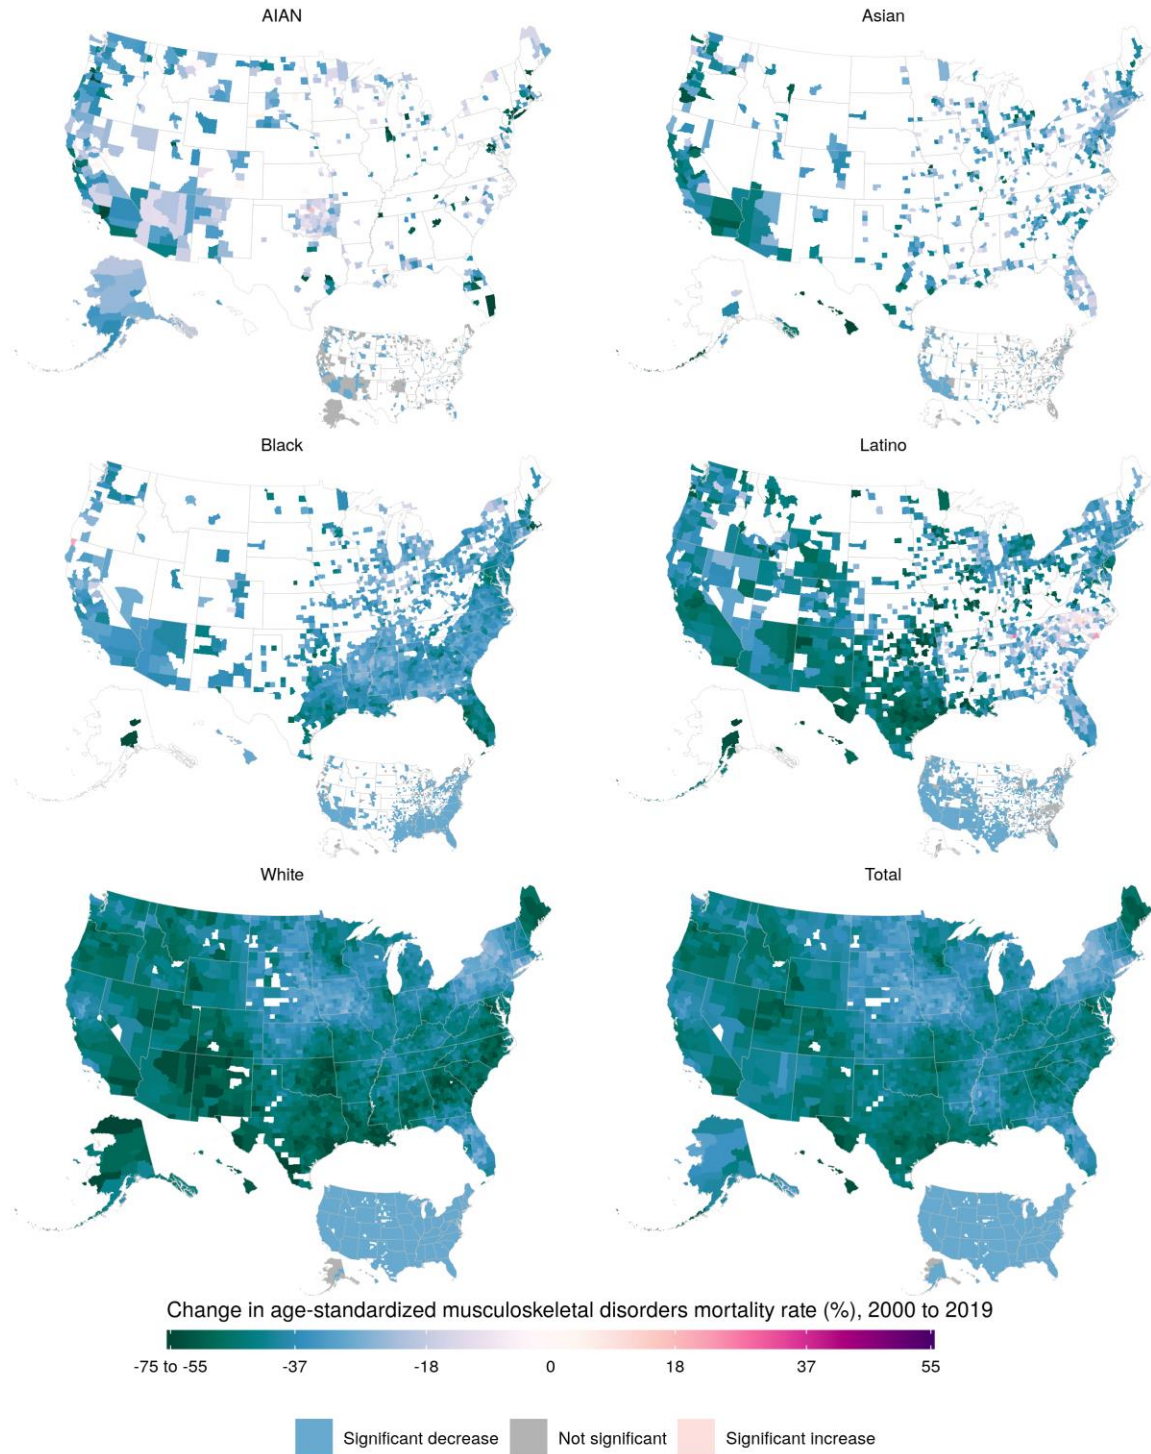 AIAN
Asian
Black
Latino
White
Total
Change in age-standardized musculoskeletal disorders mortality rate (%), 2000 to 2019
-75 to -55 -37 -18 0 18 37 55
Significant decrease Not significant Significant increase